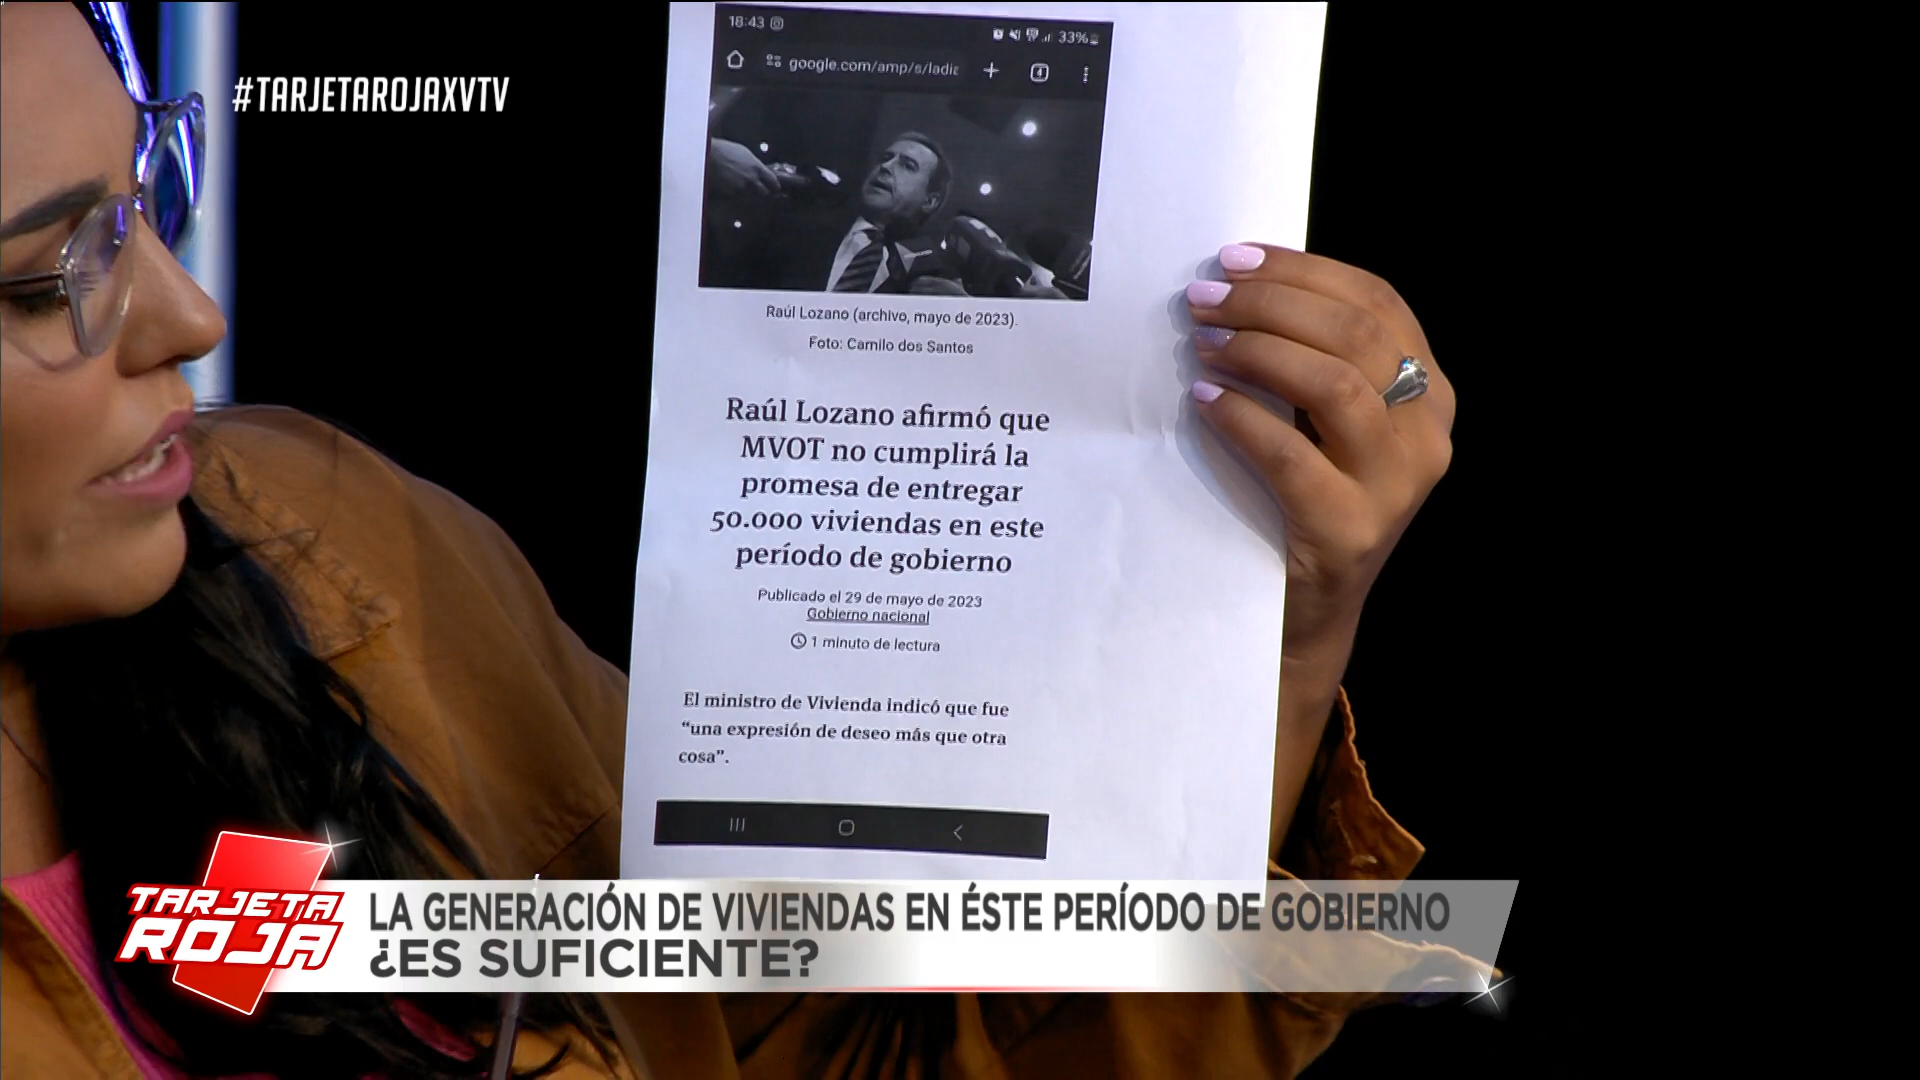 #TARJETAROJAXVTV
18:43
33%
google.com/amp/s/ladic
4
Raúl Lozano (archivo, mayo de 2023).
Foto: Camilo dos Santos
Raúl Lozano afirmó que
MVOT no cumplirá la
promesa de entregar
50.000 viviendas en este
período de gobierno
Publicado el 29 de mayo de 2023
Gobierno nacional
1 minuto de lectura
El ministro de Vivienda indicó que fue
“una expresión de deseo más que otra
cosa”.
TARJETA
ROJA
LA GENERACIÓN DE VIVIENDAS EN ÉSTE PERÍODO DE GOBIERNO
¿ES SUFICIENTE?